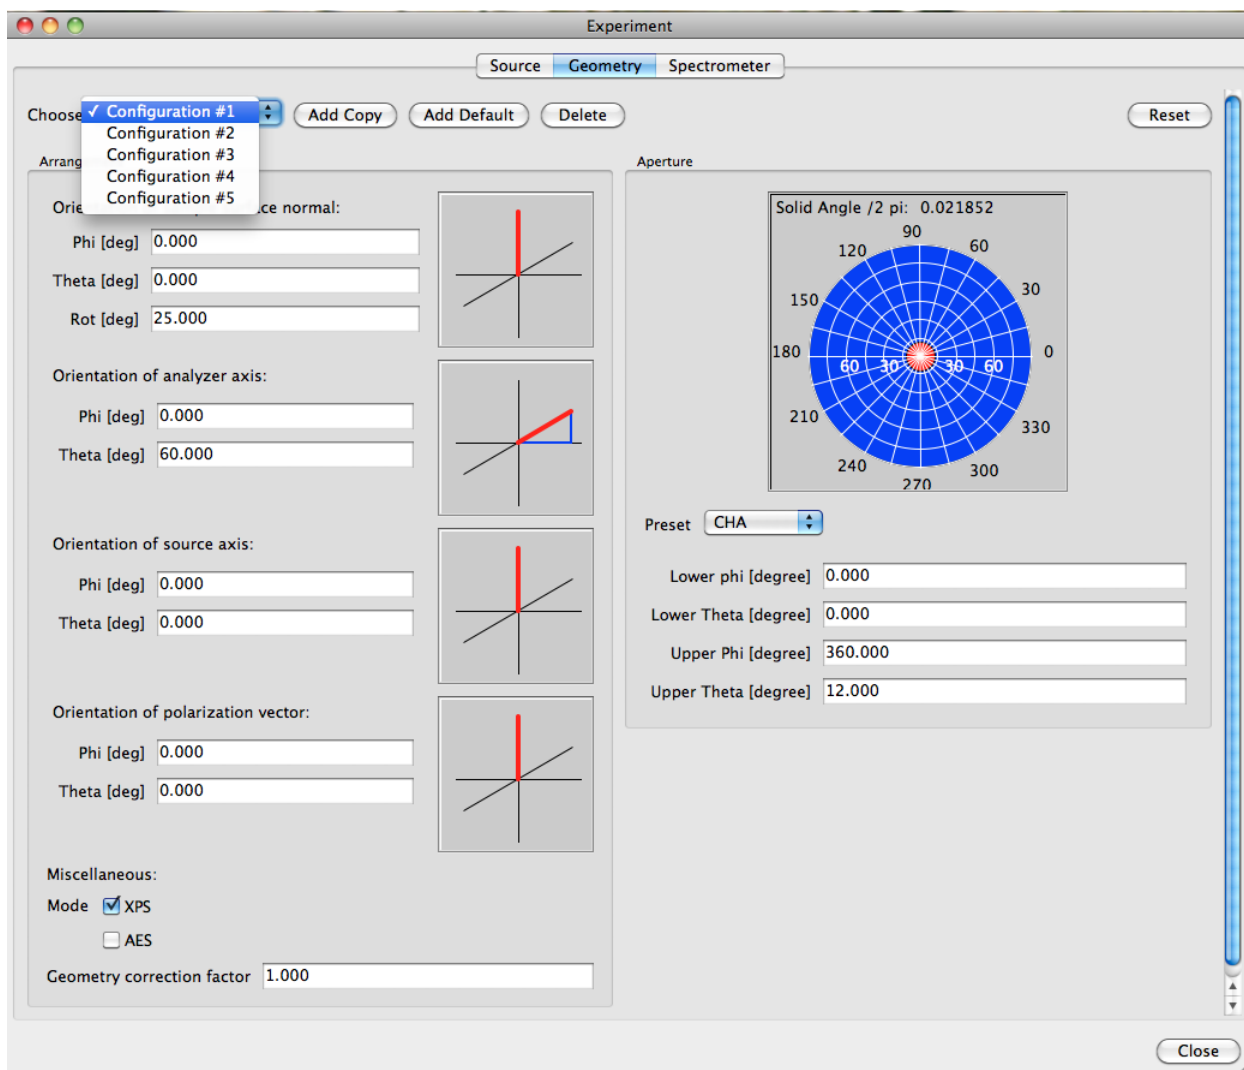 Experiment
Source Geometry Spectrometer
Choose ✓ Configuration #1 Add Copy Add Default Delete Reset
Configuration #2
Configuration #3
Configuration #4
Configuration #5
Aperture
normal:
Phi [deg] 0.000
Theta [deg] 0.000
Rot [deg] 25.000
Orientation of analyzer axis:
Phi [deg] 0.000
Theta [deg] 60.000
Orientation of source axis:
Phi [deg] 0.000
Theta [deg] 0.000
Orientation of polarization vector:
Phi [deg] 0.000
Theta [deg] 0.000
Miscellaneous:
Mode XPS
AES
Geometry correction factor 1.000
Solid Angle /2 pi: 0.021852
90
120 60
150 30
180 60 30 30 60 0
210 330
240 300
270
Preset CHA
Lower phi [degree] 0.000
Lower Theta [degree] 0.000
Upper Phi [degree] 360.000
Upper Theta [degree] 12.000
Close